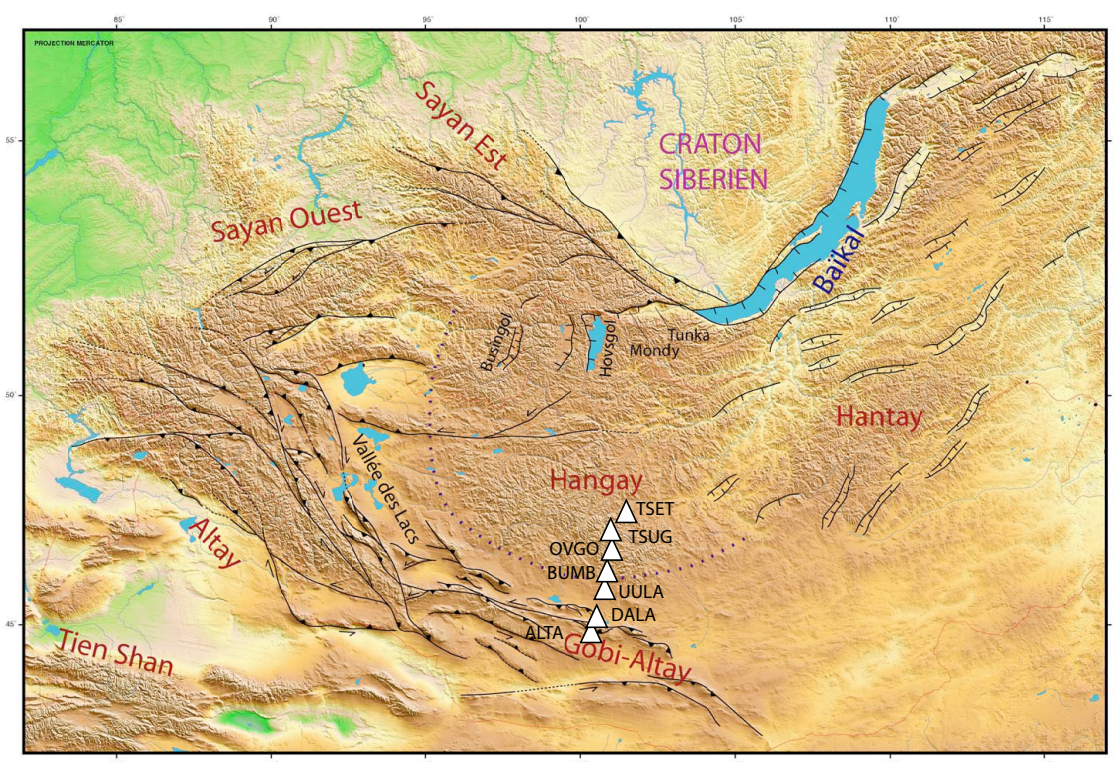 85°
90°
95°
100°
105°
110°
115°
PROJECTION MERCATOR
55°
Sayan Est
CRATON
SIBERIEN
Sayan Ouest
Baïkal
Busingol
Hovsgol
Tunka
Mondy
50°
Hantay
Vallée des Lacs
Hangay
TSET
TSUG
OVGO
BUMB
UULA
DALA
ALTA
Altay
45°
Gobi-Altay
Tien Shan